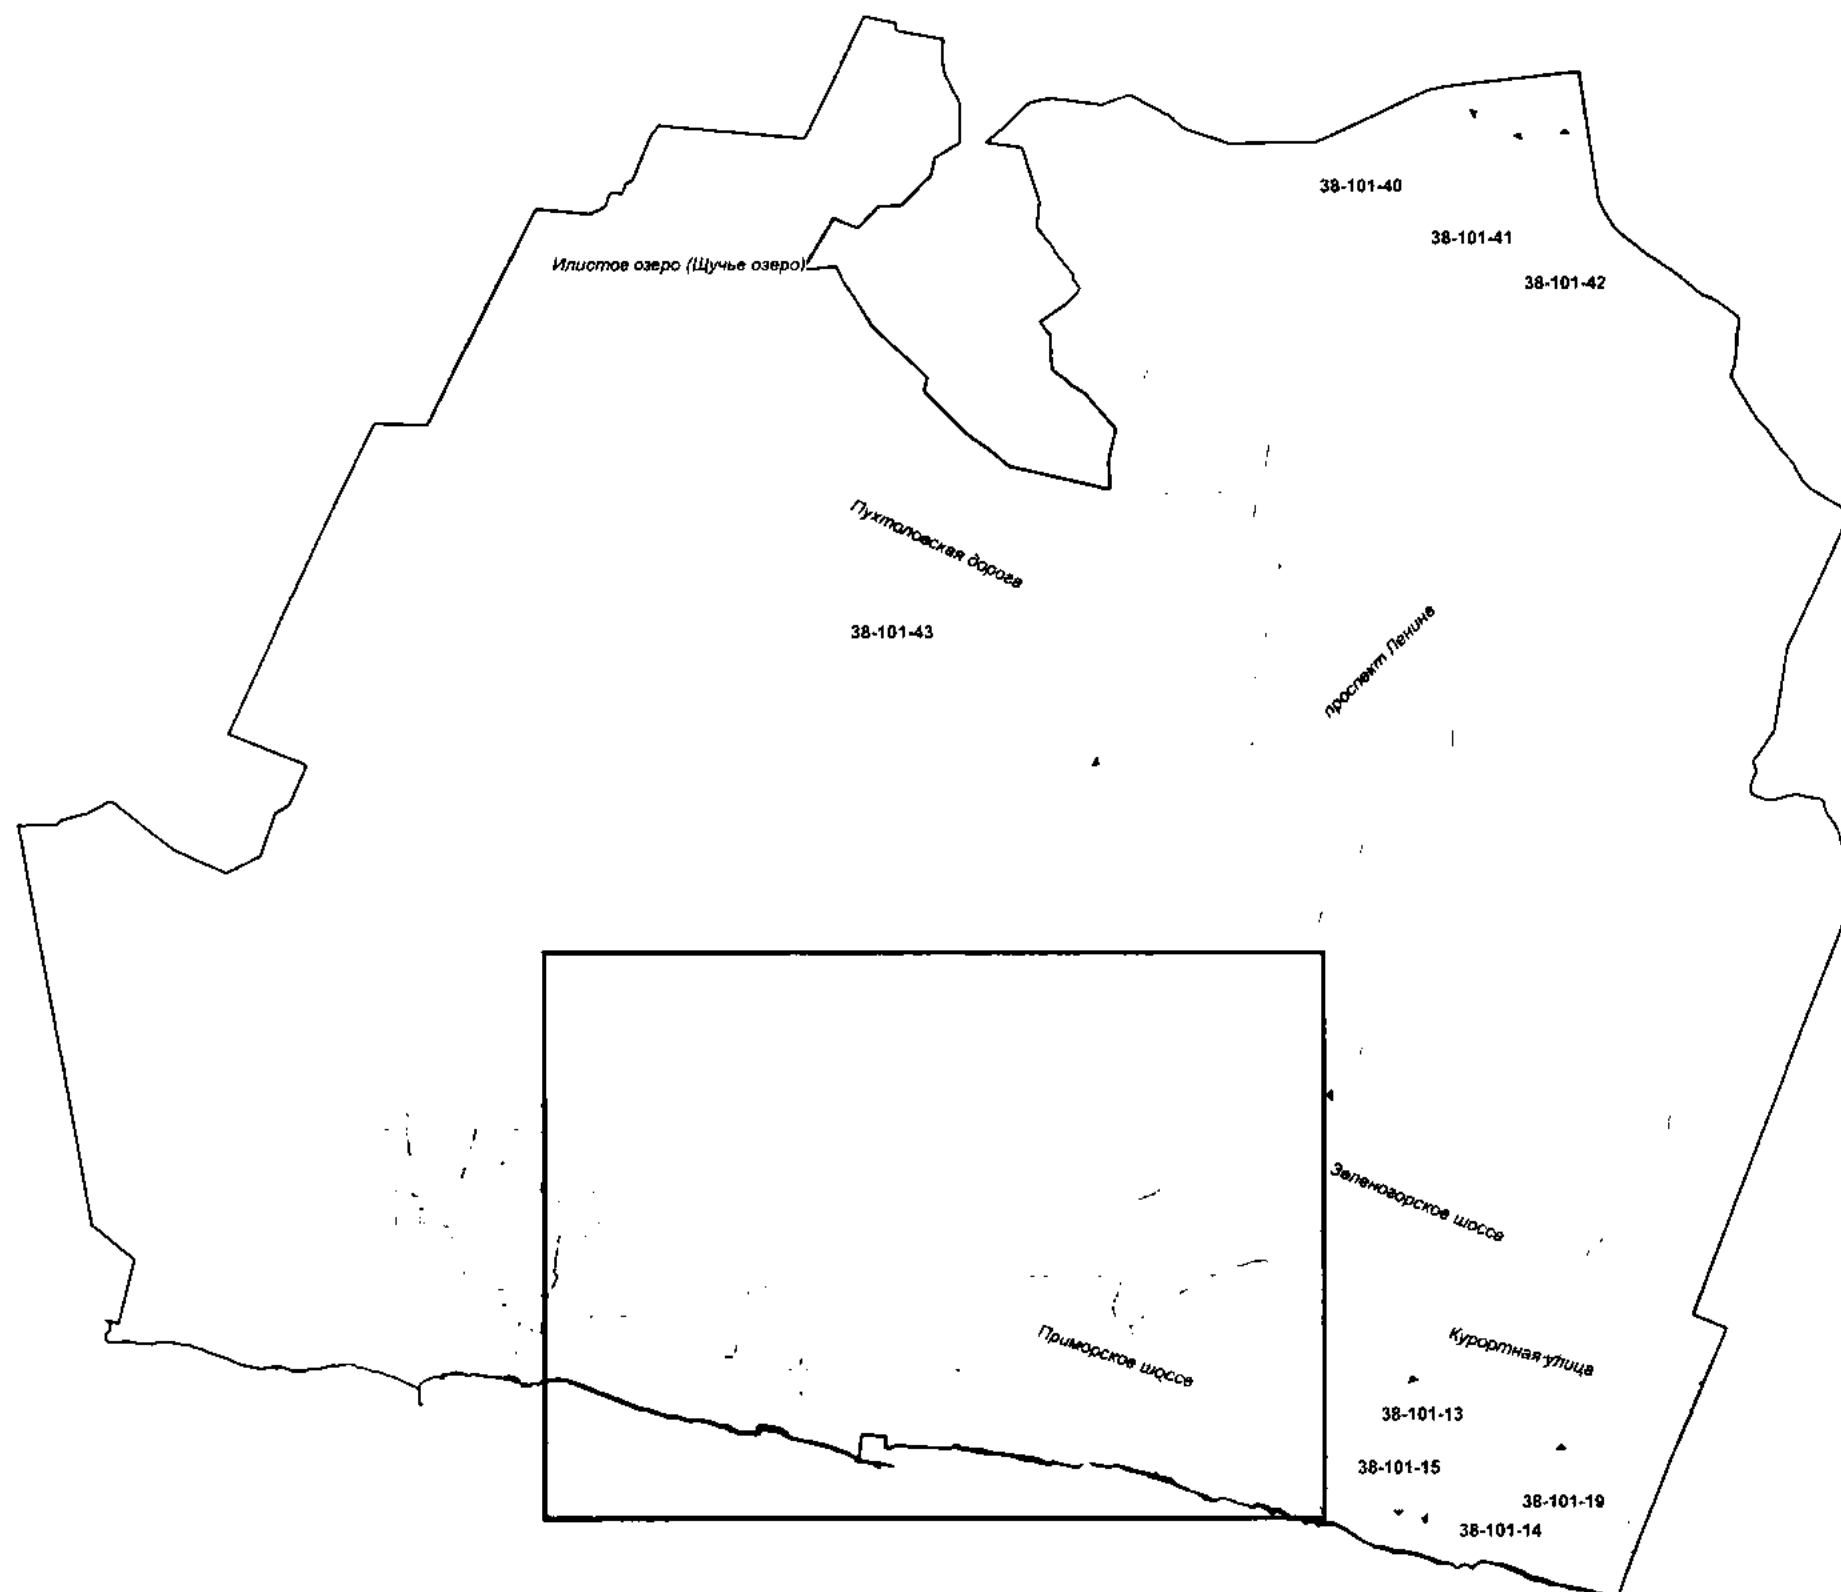 38-101-40
38-101-41
Илистое озеро (Щучье озеро)
38-101-42
Пухтоловская дорога
проспект Ленина
38-101-43
Зеленогорское шоссе
Приморское шоссе
Курортная улица
38-101-13
38-101-15
38-101-19
38-101-14